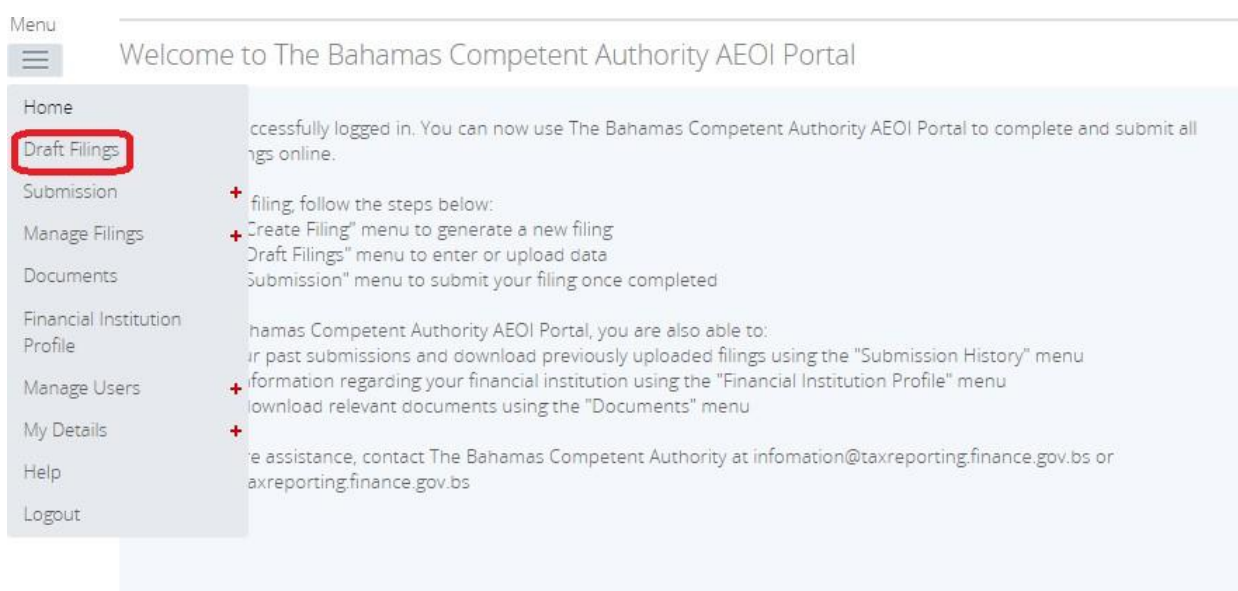 Menu
Welcome to The Bahamas Competent Authority AEOI Portal
Home
Draft Filings
Submission
Manage Filings
Documents
Financial Institution
Profile
Manage Users
My Details
Help
Logout
ccessfully logged in. You can now use The Bahamas Competent Authority AEOI Portal to complete and submit all
ngs online.
filing, follow the steps below:
Create Filing" menu to generate a new filing
Draft Filings" menu to enter or upload data
Submission" menu to submit your filing once completed
hamas Competent Authority AEOI Portal, you are also able to:
ur past submissions and download previously uploaded filings using the "Submission History" menu
nformation regarding your financial institution using the "Financial Institution Profile" menu
download relevant documents using the "Documents" menu
re assistance, contact The Bahamas Competent Authority at infomation@taxreporting.finance.gov.bs or
axreporting.finance.gov.bs